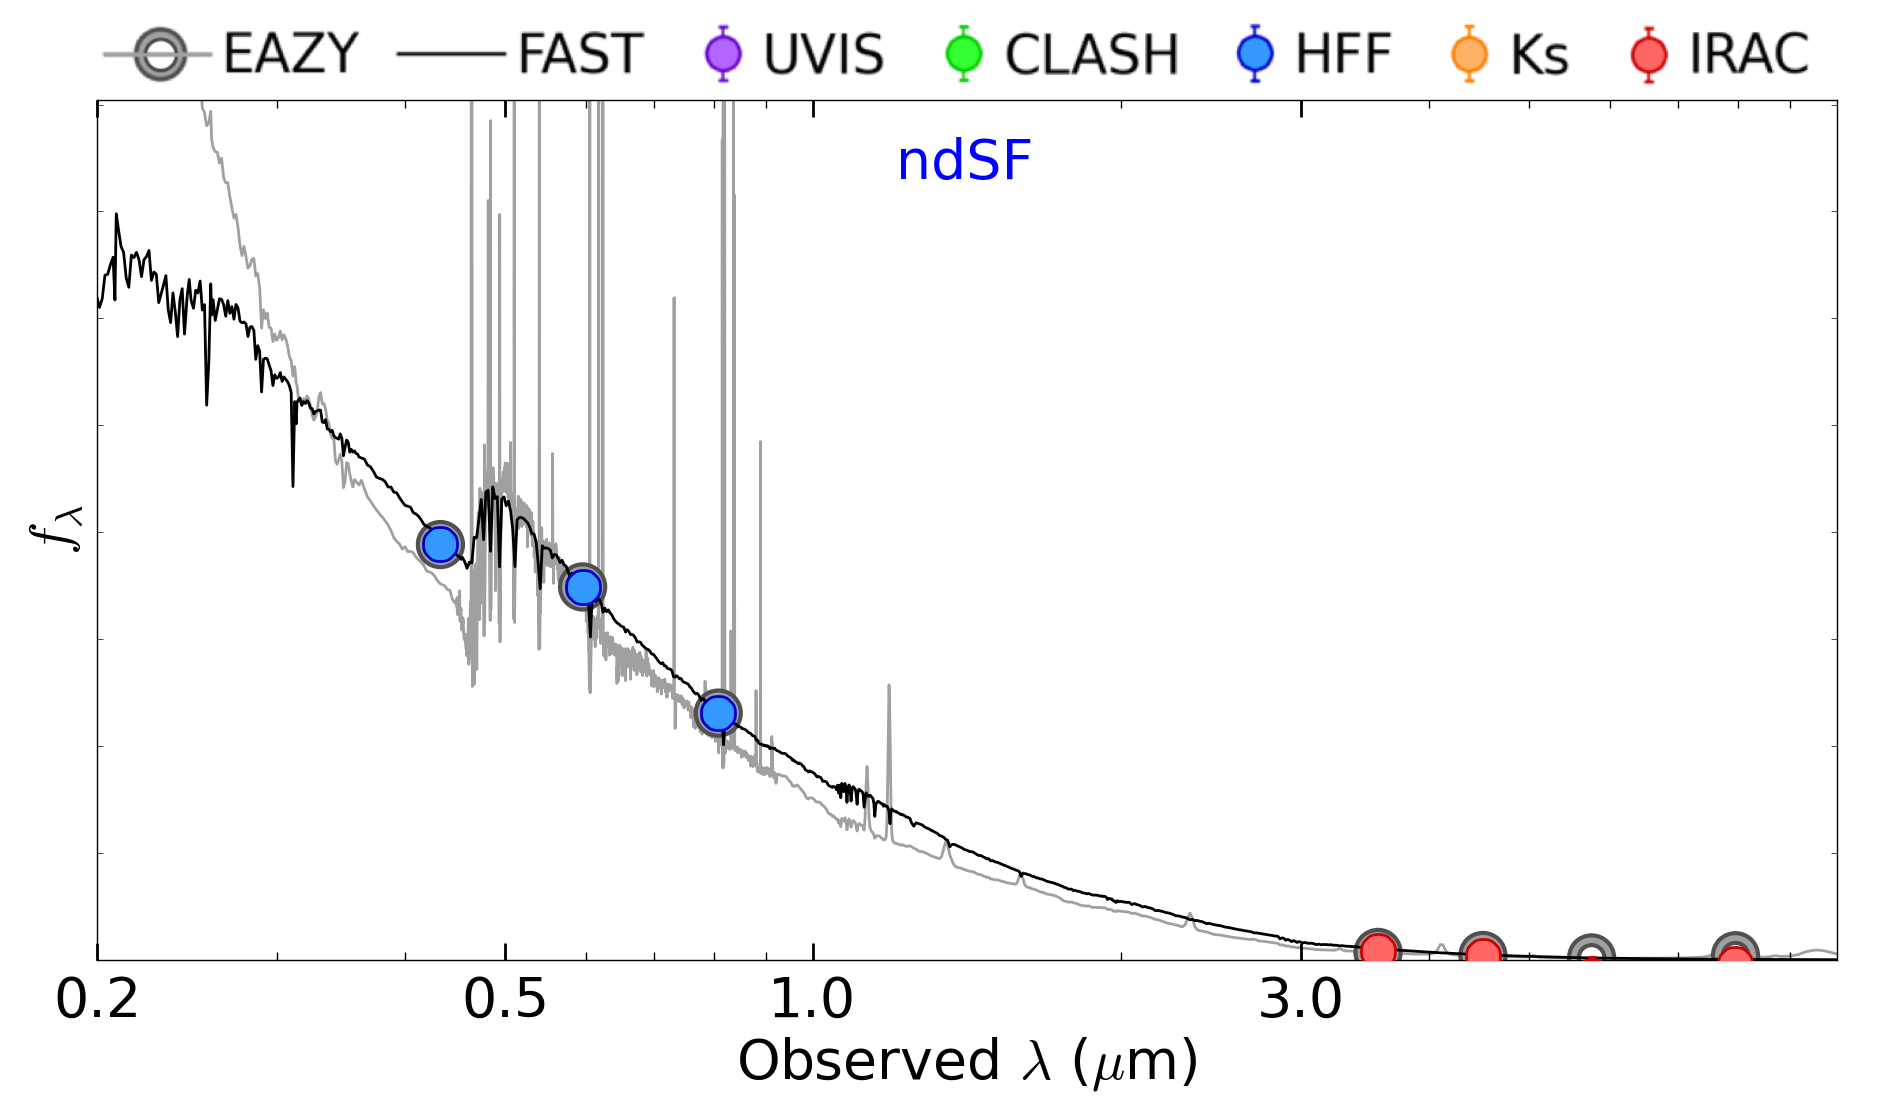 EAZY FAST UVIS CLASH HFF Ks IRAC
ndSF
f_λ
0.2 0.5 1.0 3.0
Observed λ (μm)